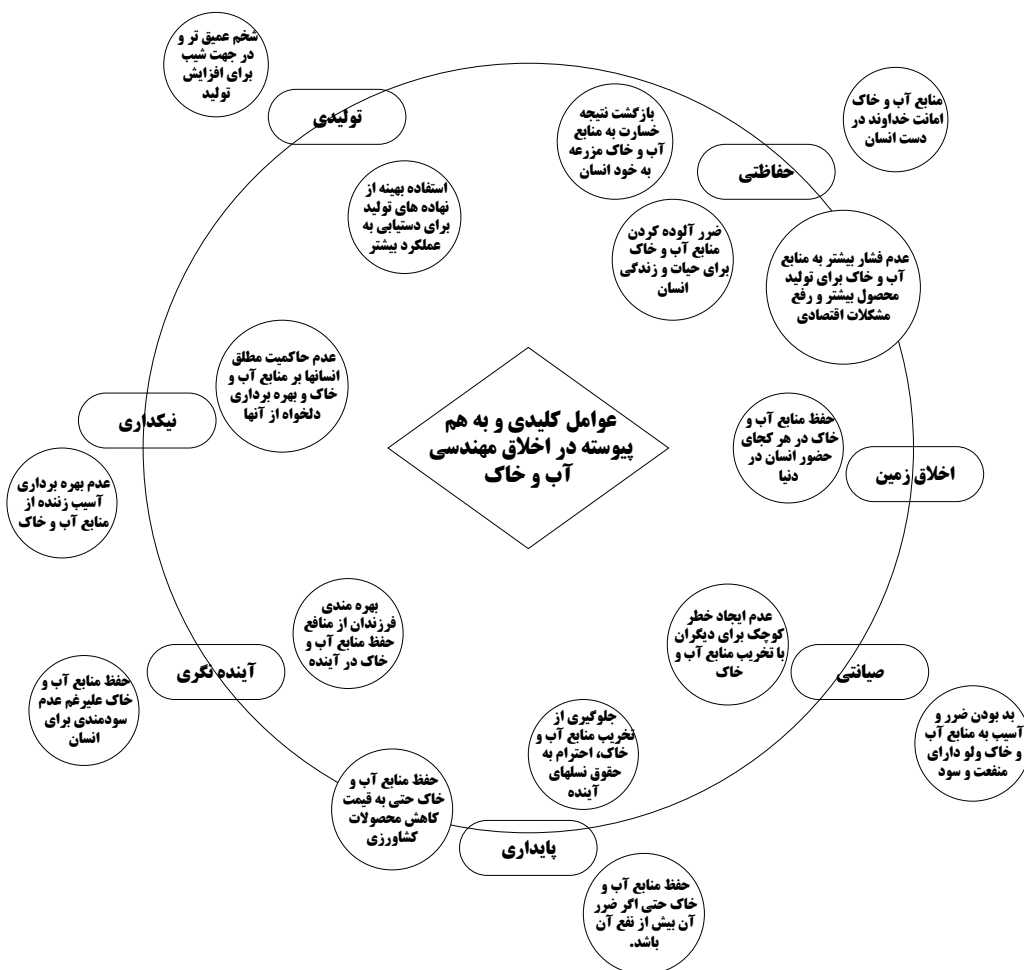 شخم عمیق تر و
در جهت شیب
برای افزایش
تولید
تولیدی
استفاده بهینه از
نهاده های تولید
برای دستیابی به
عملکرد بیشتر
منابع آب و خاک
امانت خداوند در
دست انسان
بازگشت نتیجه
خسارت به منابع
آب و خاک مزرعه
به خود انسان
حفاظتی
ضرر آلوده کردن
منابع آب و خاک
برای حیات و زندگی
انسان
عدم فشار بیشتر به منابع
آب و خاک برای تولید
محصول بیشتر و رفع
مشکلات اقتصادی
عدم حاکمیت مطلق
انسانها بر منابع آب و
خاک و بهره برداری
دلخواه از آنها
نیکداری
عدم بهره برداری
آسیب زننده از
منابع آب و خاک
عوامل کلیدی و به هم
پیوسته در اخلاق مهندسی
آب و خاک
حفظ منابع آب و
خاک در هر کجای
حضور انسان در
دنیا
اخلاق زمین
عدم ایجاد خطر
کوچک برای دیگران
با تخریب منابع آب و
خاک
صیانتی
بد بودن ضرر و
آسیب به منابع آب
و خاک ولو دارای
منفعت و سود
بهره مندی
فرزندان از منافع
حفظ منابع آب و
خاک در آینده
آینده نگری
حفظ منابع آب و
خاک علیرغم عدم
سودمندی برای
انسان
جلوگیری از
تخریب منابع آب و
خاک، احترام به
حقوق نسلهای
آینده
حفظ منابع آب و
خاک حتی به قیمت
کاهش محصولات
کشاورزی
پایداری
حفظ منابع آب و
خاک حتی اگر ضرر
آن بیش از نفع آن
باشد.